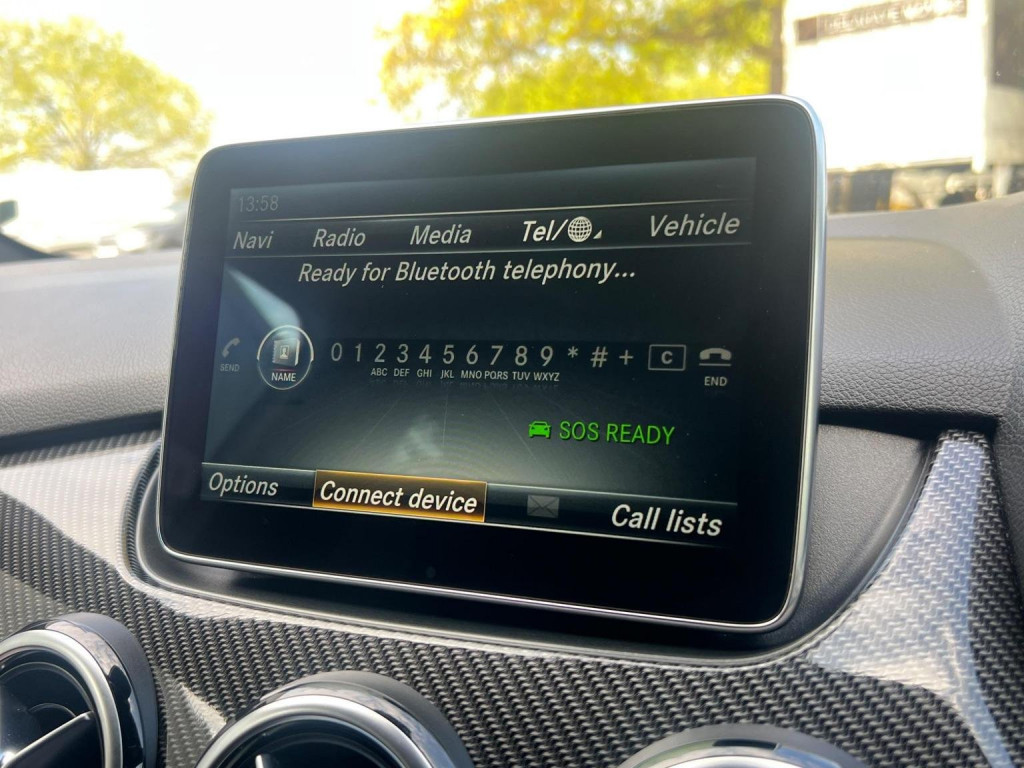 13:58
Navi Radio Media Tel/ Vehicle
Ready for Bluetooth telephony...
SEND NAME 0 1 2 3 4 5 6 7 8 9 * # + C END
ABC DEF GHI JKL MNO PQRS TUV WXYZ
SOS READY
Options Connect device Call lists